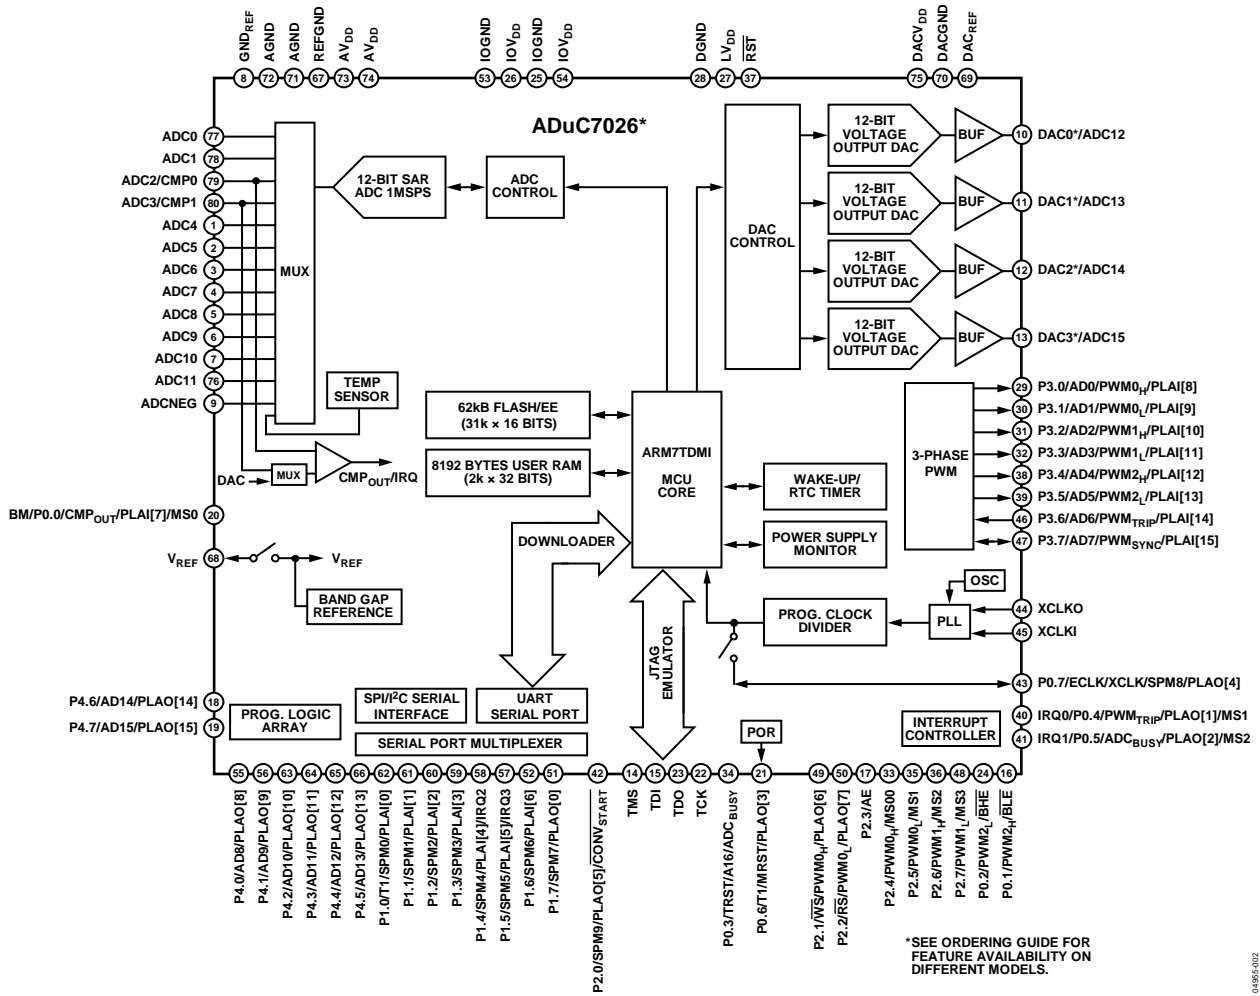 GNDREF
AGND
AGND
REFGND
AVDD
AVDD
IOGND
IOVDD
IOGND
IOVDD
DGND
LVDD
RST
DACVDD
DACGND
DACREF
8 72 71 67 73 74 53 26 25 54 28 27 37 75 70 69
ADuC7026*
ADC0 77
ADC1 78
ADC2/CMP0 79
ADC3/CMP1 80
ADC4 1
ADC5 2
ADC6 3
ADC7 4
ADC8 5
ADC9 6
ADC10 7
ADC11 76
ADCNEG 9
MUX
12-BIT SAR
ADC 1MSPS
ADC
CONTROL
DAC
CONTROL
12-BIT
VOLTAGE
OUTPUT DAC
BUF
10 DAC0*/ADC12
12-BIT
VOLTAGE
OUTPUT DAC
BUF
11 DAC1*/ADC13
12-BIT
VOLTAGE
OUTPUT DAC
BUF
12 DAC2*/ADC14
12-BIT
VOLTAGE
OUTPUT DAC
BUF
13 DAC3*/ADC15
TEMP
SENSOR
MUX
DAC
CMPOUT/IRQ
BM/P0.0/CMPOUT/PLAI[7]/MS0 20
VREF 68
VREF
BAND GAP
REFERENCE
62kB FLASH/EE
(31k × 16 BITS)
8192 BYTES USER RAM
(2k × 32 BITS)
ARM7TDMI
MCU
CORE
WAKE-UP/
RTC TIMER
POWER SUPPLY
MONITOR
DOWNLOADER
3-PHASE
PWM
29 P3.0/AD0/PWM0H/PLAI[8]
30 P3.1/AD1/PWM0L/PLAI[9]
31 P3.2/AD2/PWM1H/PLAI[10]
32 P3.3/AD3/PWM1L/PLAI[11]
38 P3.4/AD4/PWM2H/PLAI[12]
39 P3.5/AD5/PWM2L/PLAI[13]
46 P3.6/AD6/PWMTRIP/PLAI[14]
47 P3.7/AD7/PWMSYNC/PLAI[15]
OSC
PLL
PROG. CLOCK
DIVIDER
44 XCLKO
45 XCLKI
JTAG
EMULATOR
43 P0.7/ECLK/XCLK/SPM8/PLAO[4]
40 IRQ0/P0.4/PWMTRIP/PLAO[1]/MS1
41 IRQ1/P0.5/ADCBUSY/PLAO[2]/MS2
INTERRUPT
CONTROLLER
POR
P4.6/AD14/PLAO[14] 18
P4.7/AD15/PLAO[15] 19
PROG. LOGIC
ARRAY
SPI/I2C SERIAL
INTERFACE
UART
SERIAL PORT
SERIAL PORT MULTIPLEXER
55 56 63 64 65 66 62 61 60 59 58 57 52 51 42 14 15 23 22 34 21 49 50 17 33 35 36 48 24 16
P4.0/AD8/PLAO[8]
P4.1/AD9/PLAO[9]
P4.2/AD10/PLAO[10]
P4.3/AD11/PLAO[11]
P4.4/AD12/PLAO[12]
P4.5/AD13/PLAO[13]
P1.0/T1/SPM0/PLAI[0]
P1.1/SPM1/PLAI[1]
P1.2/SPM2/PLAI[2]
P1.3/SPM3/PLAI[3]
P1.4/SPM4/PLAI[4]/IRQ2
P1.5/SPM5/PLAI[5]/IRQ3
P1.6/SPM6/PLAI[6]
P1.7/SPM7/PLAO[0]
P2.0/SPM9/PLAO[5]/CONVSTART
TMS
TDI
TDO
TCK
P0.3/TRST/A16/ADCBUSY
P0.6/T1/MRST/PLAO[3]
P2.1/WS/PWM0H/PLAO[6]
P2.2/RS/PWM0L/PLAO[7]
P2.3/AE
P2.4/PWM0H/MS00
P2.5/PWM0L/MS1
P2.6/PWM1H/MS2
P2.7/PWM1L/MS3
P0.2/PWM2L/BHE
P0.1/PWM2H/BLE
*SEE ORDERING GUIDE FOR
FEATURE AVAILABILITY ON
DIFFERENT MODELS.
04955-002